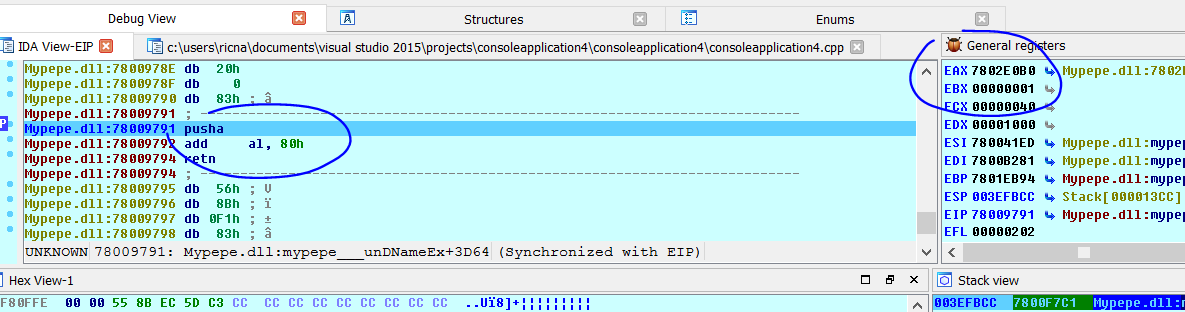 Debug View
Structures
Enums
IDA View-EIP
c:\users\ricna\documents\visual studio 2015\projects\consoleapplication4\consoleapplication4\consoleapplication4.cpp
General registers
Mypepe.dll:7800978E db 20h
Mypepe.dll:7800978F db 0
Mypepe.dll:78009790 db 83h ; â
Mypepe.dll:78009791 ; ---------------------------------------------------------------------------
Mypepe.dll:78009791 pusha
Mypepe.dll:78009792 add al, 80h
Mypepe.dll:78009794 retn
Mypepe.dll:78009794 ; ---------------------------------------------------------------------------
Mypepe.dll:78009795 db 56h ; V
Mypepe.dll:78009796 db 8Bh ; ï
Mypepe.dll:78009797 db 0F1h ; ±
Mypepe.dll:78009798 db 83h ; â
UNKNOWN 78009791: Mypepe.dll:mypepe___unDNameEx+3D64 (Synchronized with EIP)
EAX 7802E0B0 Mypepe.dll:7802
EBX 00000001
ECX 00000040
EDX 00001000
ESI 780041ED Mypepe.dll:mype
EDI 7800B281 Mypepe.dll:mype
EBP 7801EB94 Mypepe.dll:mype
ESP 003EFBCC Stack[000013CC]
EIP 78009791 Mypepe.dll:mype
EFL 00000202
Hex View-1
F80FFE 00 00 55 8B EC 5D C3 CC CC CC CC CC CC CC CC CC ..Uï8]+¦¦¦¦¦¦¦¦¦
Stack view
003EFBCC 7800F7C1 Mypepe.dll:m